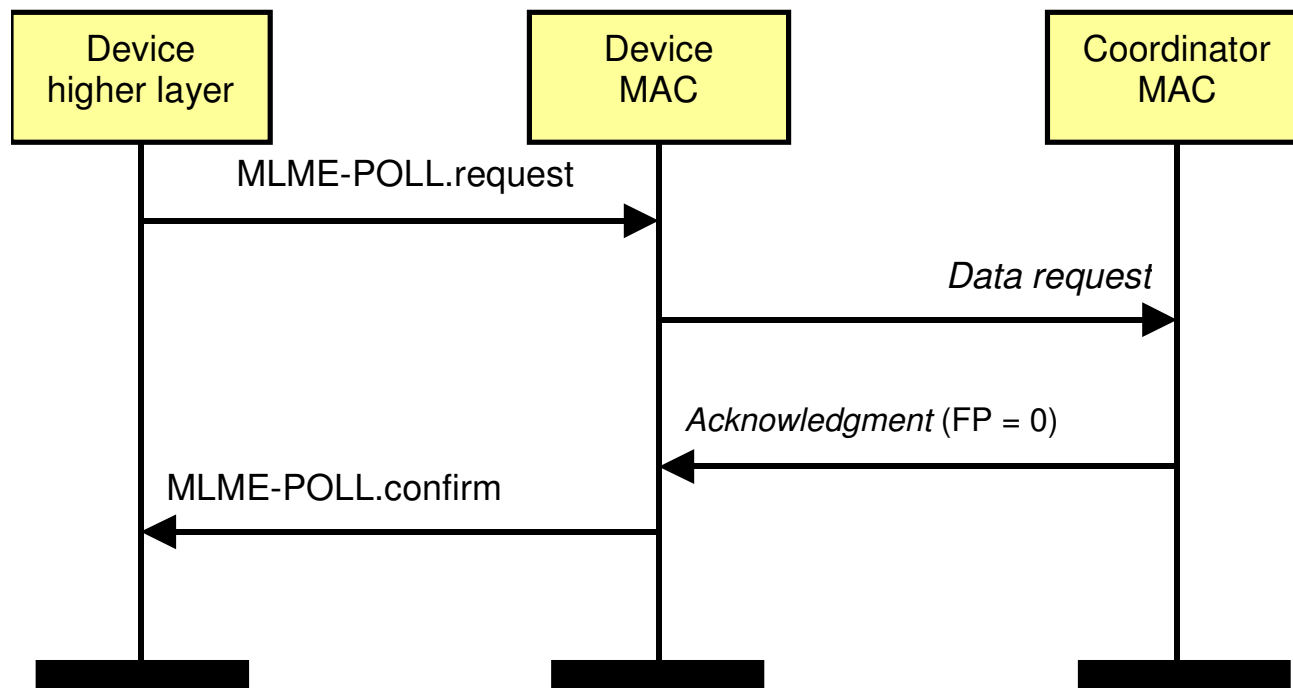 Device
higher layer
Device
MAC
Coordinator
MAC
MLME-POLL.request
Data request
Acknowledgment (FP = 0)
MLME-POLL.confirm